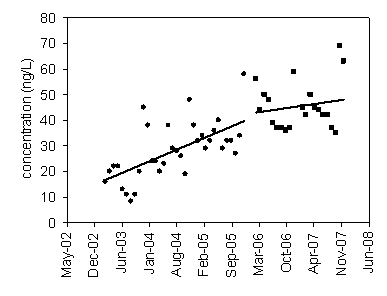 concentration (ng/L)
80
70
60
50
40
30
20
10
0
May-02
Dec-02
Jun-03
Jan-04
Aug-04
Feb-05
Sep-05
Mar-06
Oct-06
Apr-07
Nov-07
Jun-08